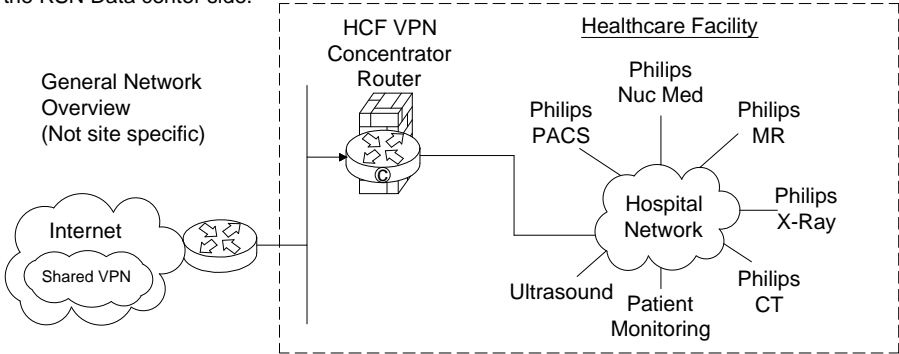 the RSN Data center side.
HCF VPN
Concentrator
Router
Healthcare Facility
General Network
Overview
(Not site specific)
Philips
Nuc Med
Philips
PACS
Philips
MR
Internet
Shared VPN
C
Hospital
Network
Philips
X-Ray
Ultrasound
Patient
Monitoring
Philips
CT